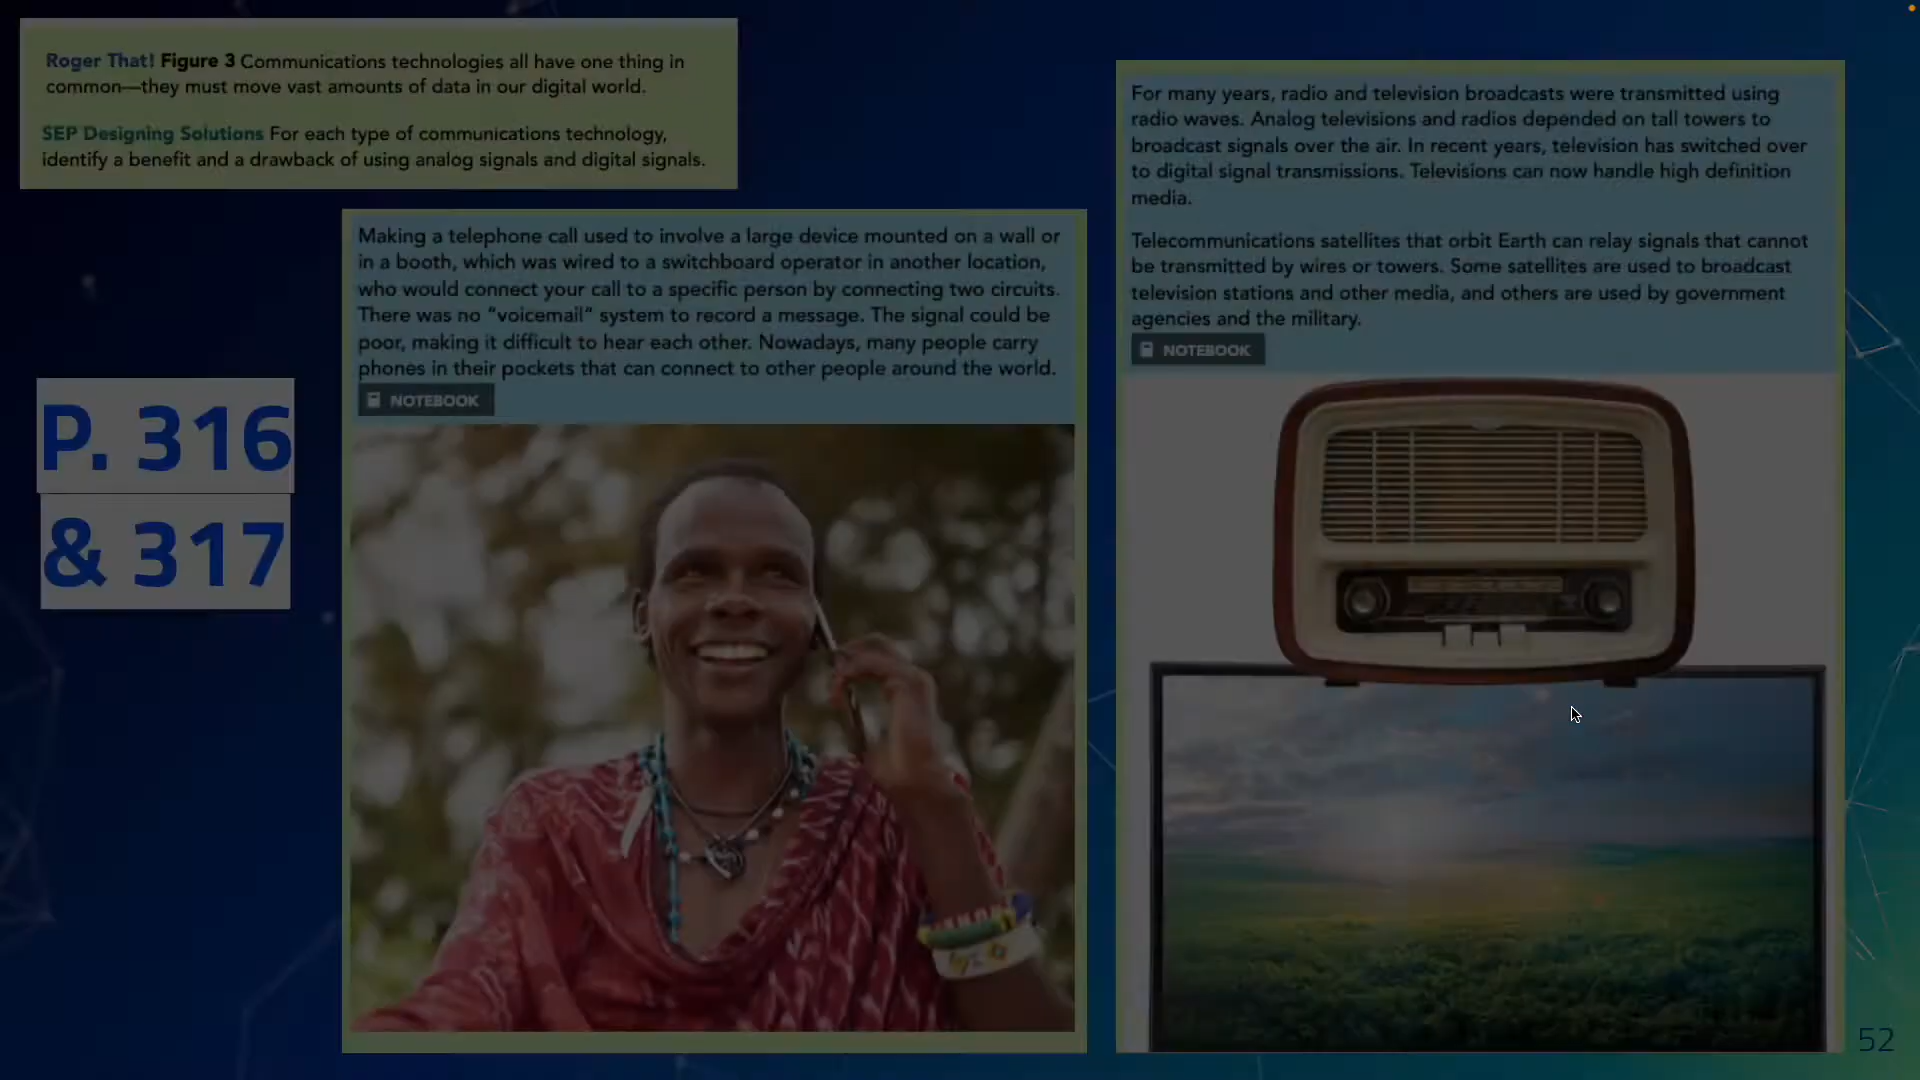 Roger That! Figure 3 Communications technologies all have one thing in
common—they must move vast amounts of data in our digital world.
SEP Designing Solutions For each type of communications technology,
identify a benefit and a drawback of using analog signals and digital signals.
P. 316
& 317
Making a telephone call used to involve a large device mounted on a wall or
in a booth, which was wired to a switchboard operator in another location,
who would connect your call to a specific person by connecting two circuits.
There was no “voicemail” system to record a message. The signal could be
poor, making it difficult to hear each other. Nowadays, many people carry
phones in their pockets that can connect to other people around the world.
NOTEBOOK
For many years, radio and television broadcasts were transmitted using
radio waves. Analog televisions and radios depended on tall towers to
broadcast signals over the air. In recent years, television has switched over
to digital signal transmissions. Televisions can now handle high definition
media.
Telecommunications satellites that orbit Earth can relay signals that cannot
be transmitted by wires or towers. Some satellites are used to broadcast
television stations and other media, and others are used by government
agencies and the military.
NOTEBOOK
52